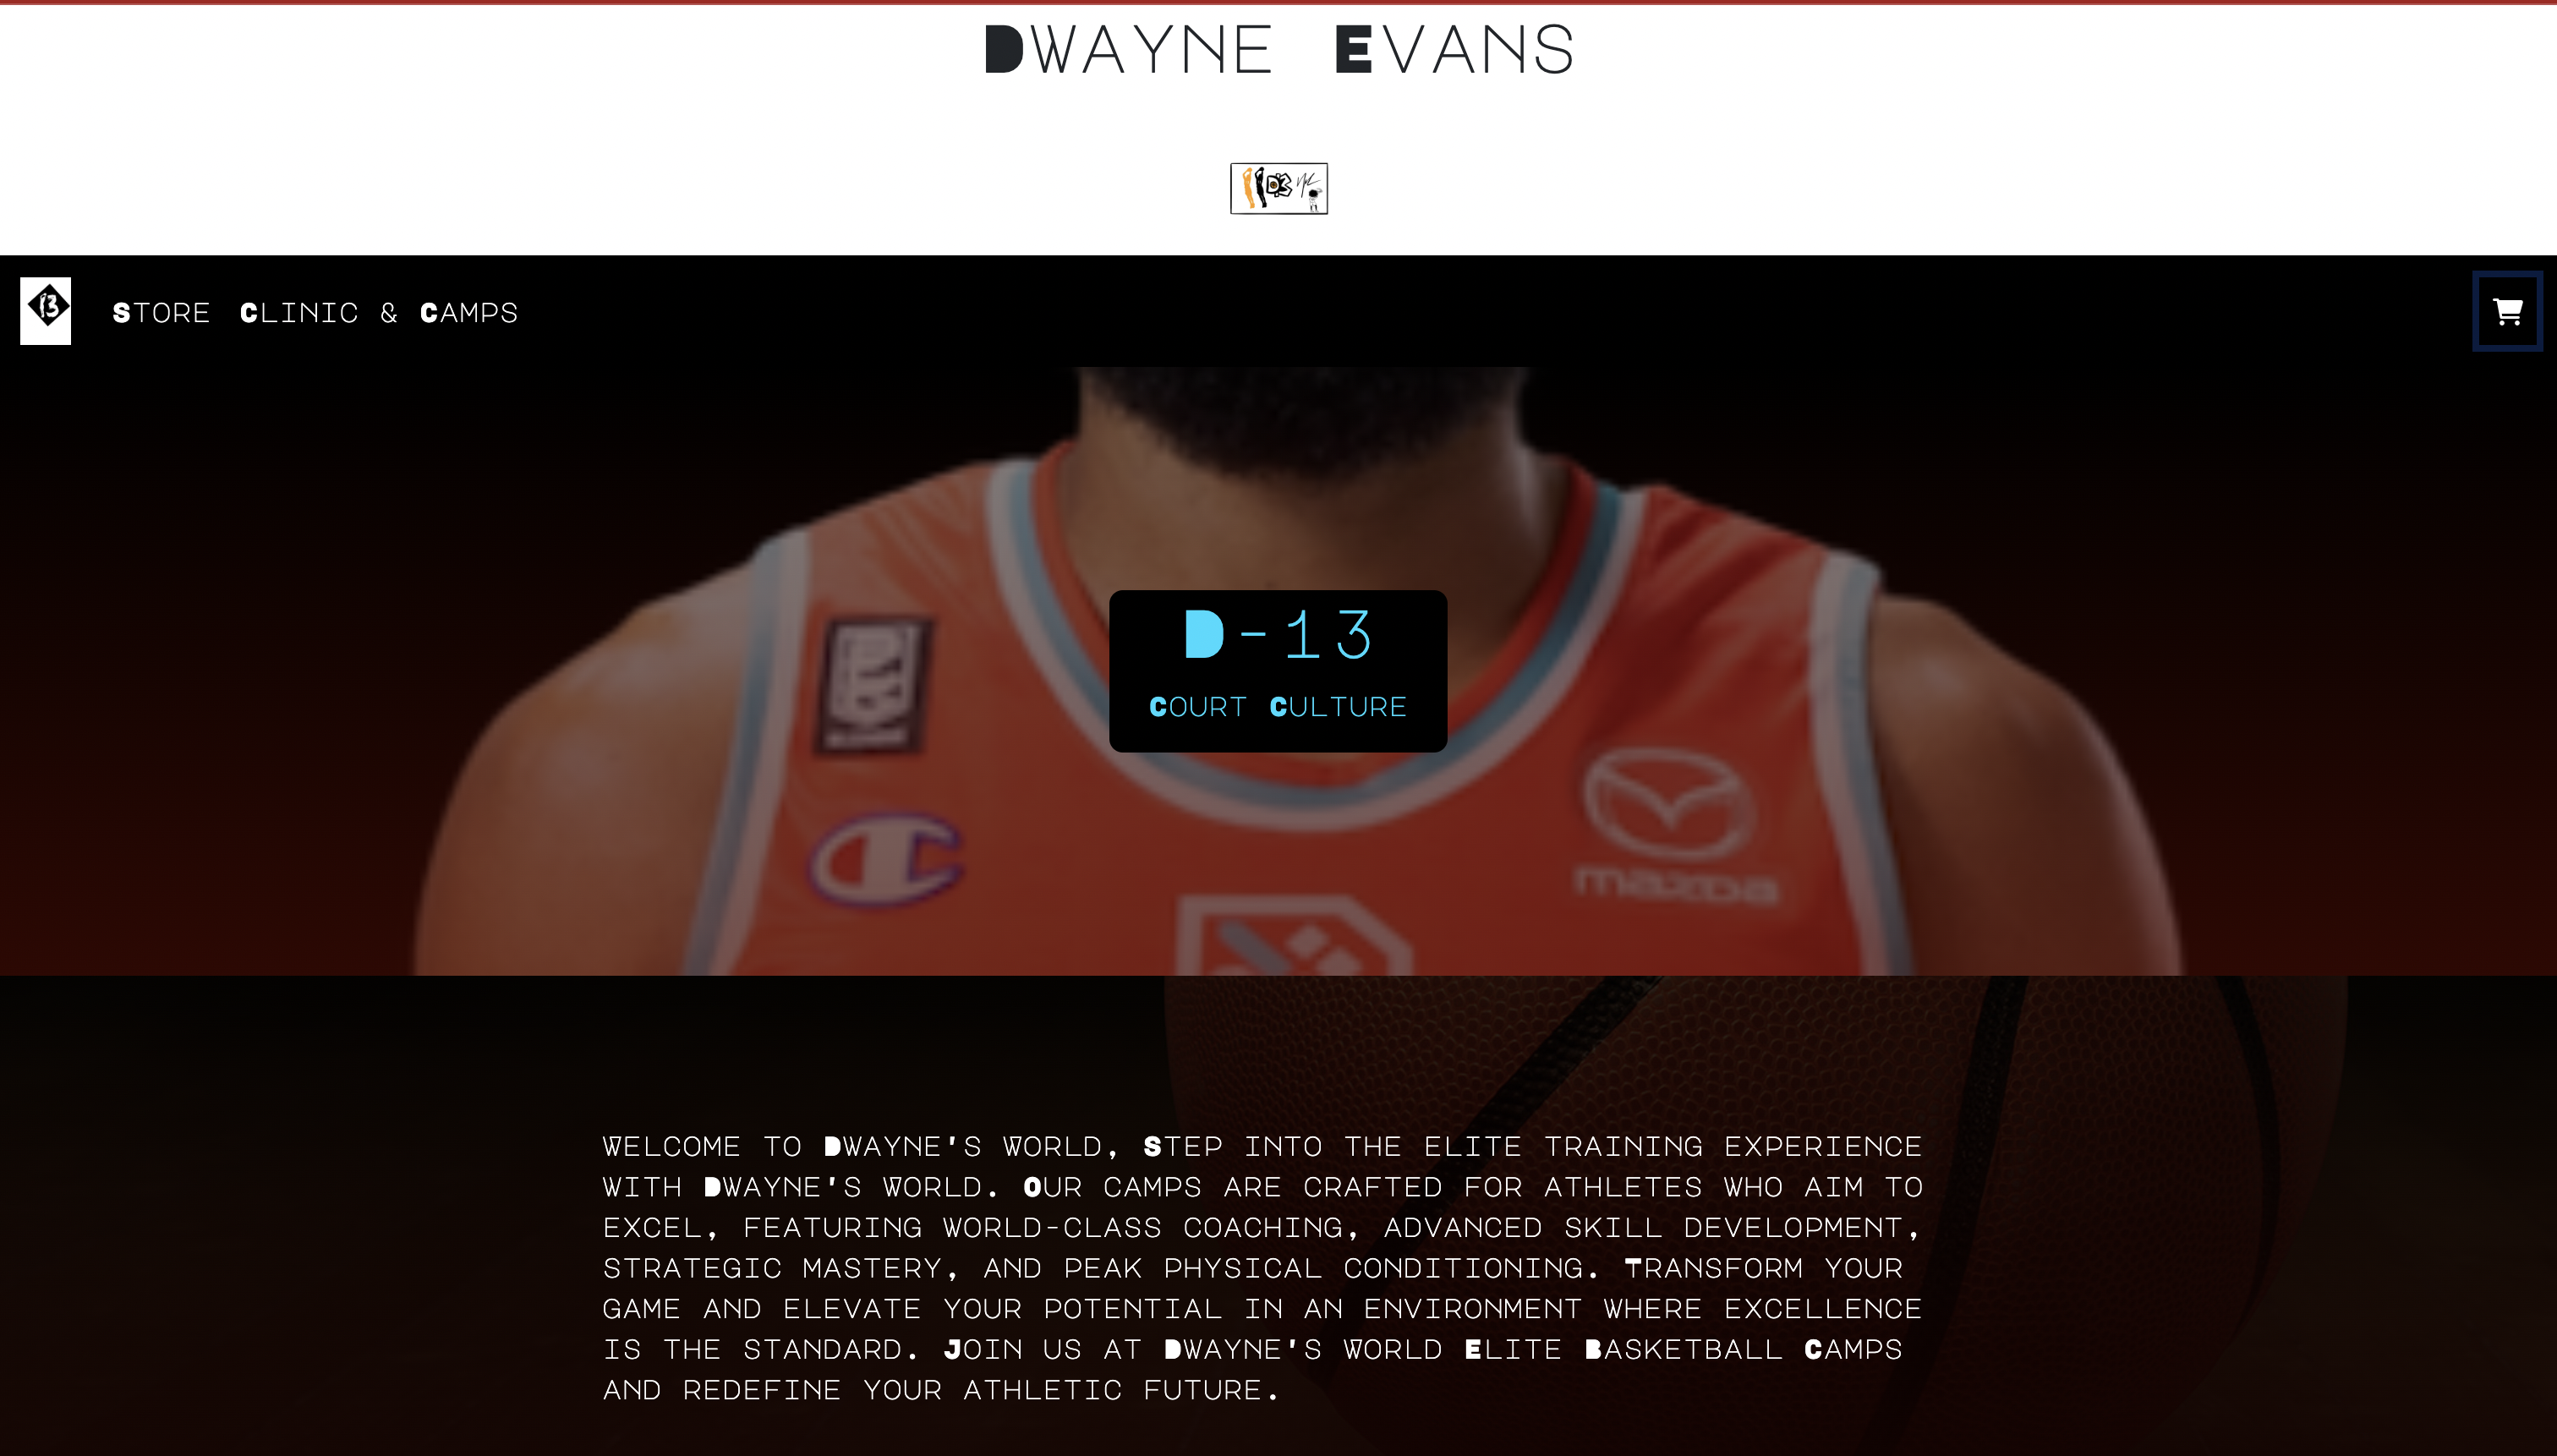 Dwayne Evans
13
Store Clinic & Camps
D-13
Court Culture
mazda
welcome to Dwayne's world, Step into the elite training experience
with Dwayne's world. Our camps are crafted for athletes who aim to
excel, featuring world-class coaching, advanced skill development,
strategic mastery, and peak physical conditioning. Transform your
game and elevate your potential in an environment where excellence
is the standard. Join us at Dwayne's world Elite Basketball Camps
and redefine your athletic future.